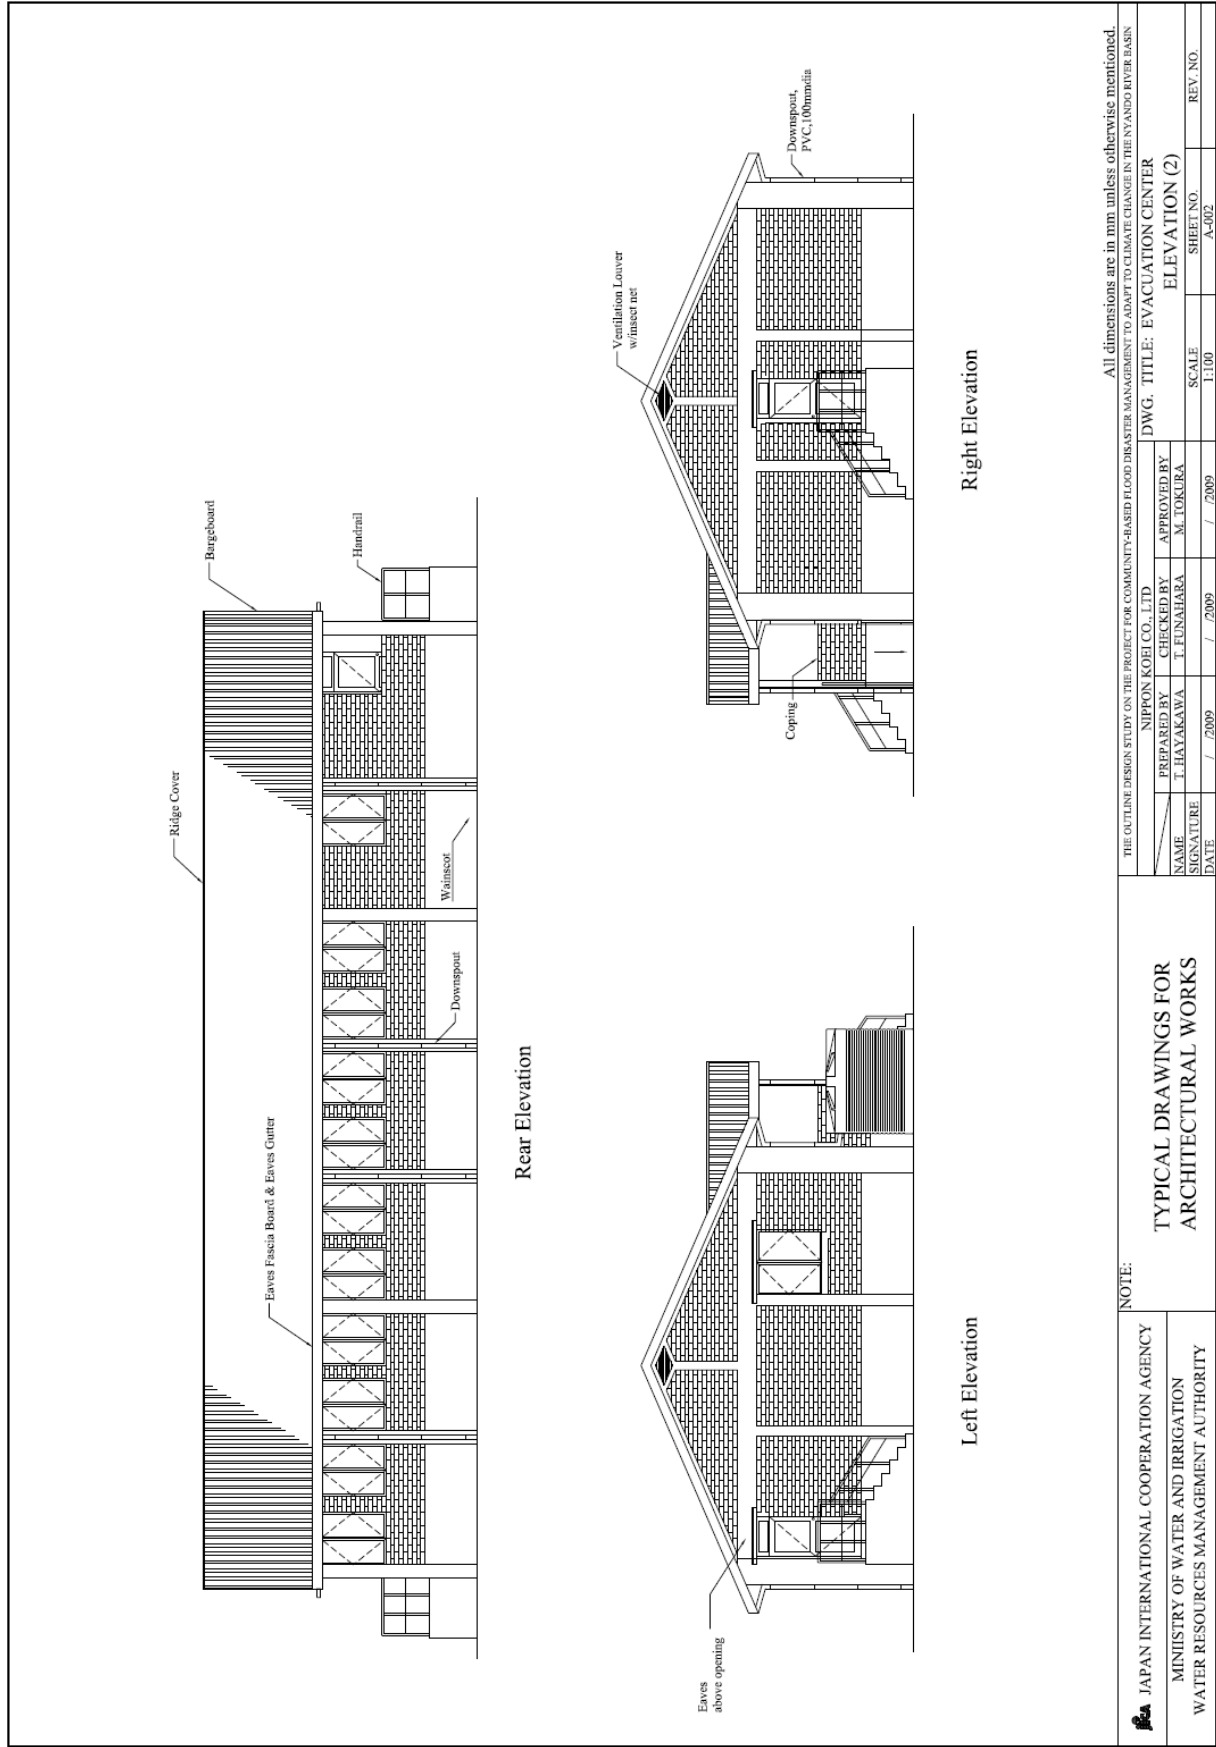 Ridge Cover
Bargeboard
Eaves Fascia Board & Eaves Gutter
Handrail
Downspout
Wainscot
Rear Elevation
Ventilation Louver
w/insect net
Downspout,
PVC,100mmdia
Eaves
above opening
Coping
Left Elevation
Right Elevation
All dimensions are in mm unless otherwise mentioned.
JICA JAPAN INTERNATIONAL COOPERATION AGENCY
MINIISTRY OF WATER AND IRRIGATION
WATER RESOURCES MANAGEMENT AUTHORITY
NOTE:
TYPICAL DRAWINGS FOR
ARCHITECTURAL WORKS
THE OUTLINE DESIGN STUDY ON THE PROJECT FOR COMMUNITY-BASED FLOOD DISASTER MANAGEMENT TO ADAPT TO CLIMATE CHANGE IN THE NYANDO RIVER BASIN
NIPPON KOEI CO., LTD
PREPARED BY CHECKED BY APPROVED BY
NAME T. HAYAKAWA T. FUNAHARA M. TOKURA
SIGNATURE
DATE / /2009 / /2009 / /2009
DWG. TITLE: EVACUATION CENTER
ELEVATION (2)
SCALE SHEET NO. REV. NO.
1:100 A-002